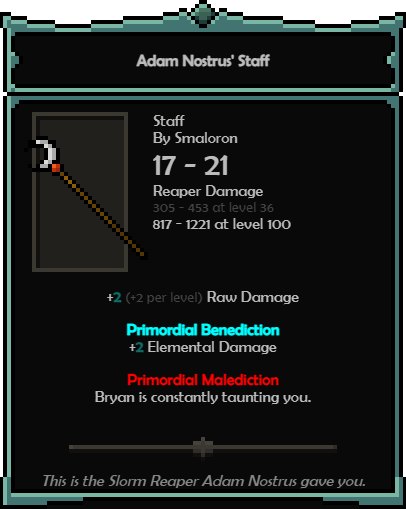 Adam Nostrus' Staff
Staff
By Smaloron
17 - 21
Reaper Damage
305 - 453 at level 36
817 - 1221 at level 100
+2 (+2 per level) Raw Damage
Primordial Benediction
+2 Elemental Damage
Primordial Malediction
Bryan is constantly taunting you.
This is the Slorm Reaper Adam Nostrus gave you.